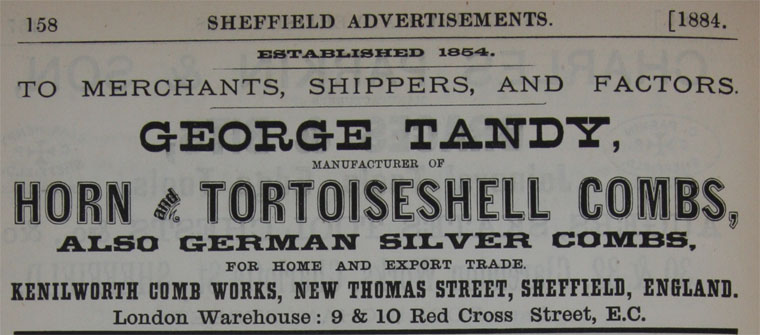 158 SHEFFIELD ADVERTISEMENTS. [1884.
ESTABLISHED 1854.
TO MERCHANTS, SHIPPERS, AND FACTORS.
GEORGE TANDY,
MANUFACTURER OF
HORN and TORTOISESHELL COMBS,
ALSO GERMAN SILVER COMBS,
FOR HOME AND EXPORT TRADE.
KENILWORTH COMB WORKS, NEW THOMAS STREET, SHEFFIELD, ENGLAND.
London Warehouse: 9 & 10 Red Cross Street, E.C.